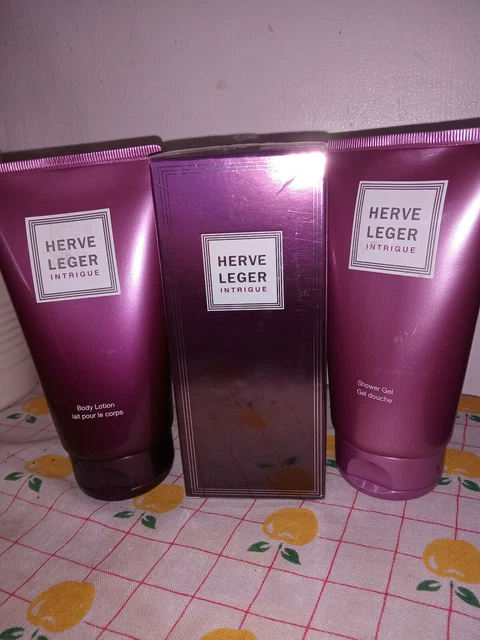 HERVE
LEGER
INTRIGUE
Body Lotion
lait pour le corps
HERVE
LEGER
INTRIGUE
HERVE
LEGER
INTRIGUE
Shower Gel
Gel douche